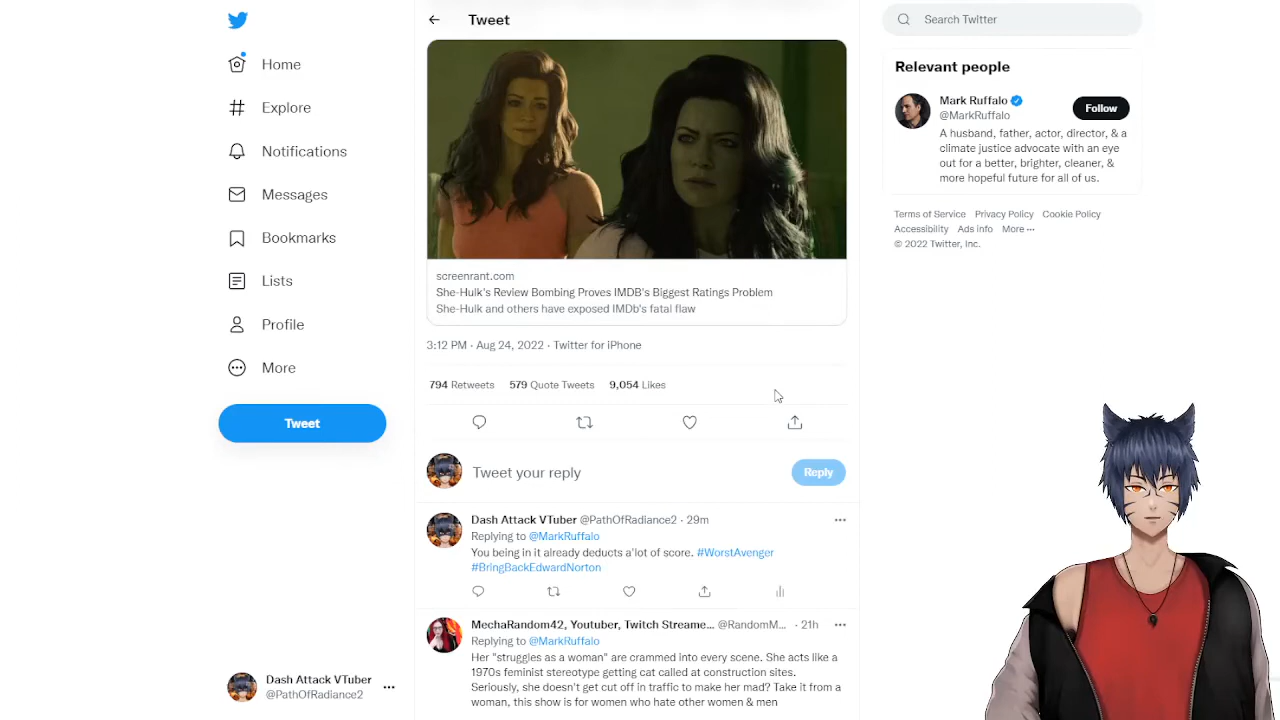 Tweet
Search Twitter
Home
Explore
Notifications
Messages
Bookmarks
Lists
Profile
More
Tweet
Dash Attack VTuber
@PathOfRadiance2
screenrant.com
She-Hulk's Review Bombing Proves IMDB's Biggest Ratings Problem
She-Hulk and others have exposed IMDb's fatal flaw
3:12 PM · Aug 24, 2022 · Twitter for iPhone
794 Retweets 579 Quote Tweets 9,054 Likes
Tweet your reply
Reply
Dash Attack VTuber @PathOfRadiance2 · 29m
Replying to @MarkRuffalo
You being in it already deducts a'lot of score. #WorstAvenger
#BringBackEdwardNorton
MechaRandom42, Youtuber, Twitch Streame... @RandomM... · 21h
Replying to @MarkRuffalo
Her "struggles as a woman" are crammed into every scene. She acts like a
1970s feminist stereotype getting cat called at construction sites.
Seriously, she doesn't get cut off in traffic to make her mad? Take it from a
woman, this show is for women who hate other women & men
Relevant people
Mark Ruffalo
@MarkRuffalo
Follow
A husband, father, actor, director, & a
climate justice advocate with an eye
out for a better, brighter, cleaner, &
more hopeful future for all of us.
Terms of Service Privacy Policy Cookie Policy
Accessibility Ads info More ···
© 2022 Twitter, Inc.